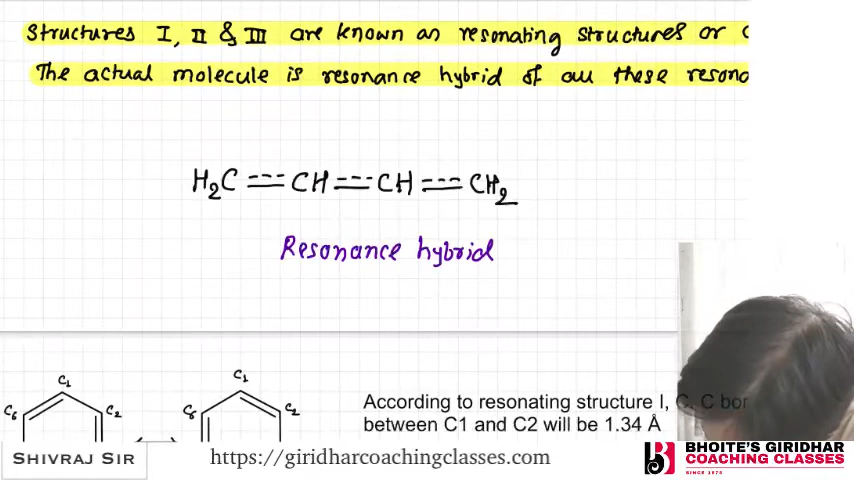 Structures I, II & III are known as resonating structures or
The actual molecule is resonance hybrid of all these
H₂C CH CH CH₂
Resonance hybrid
C₁ C₁
C₆ C₂ C₆ C₂
According to resonating structure I, C. C
between C1 and C2 will be 1.34 Å
SHIVRAJ SIR
https://giridharcoachingclasses.com
BHOITE'S GIRIDHAR
COACHING CLASSES
SINCE 1975